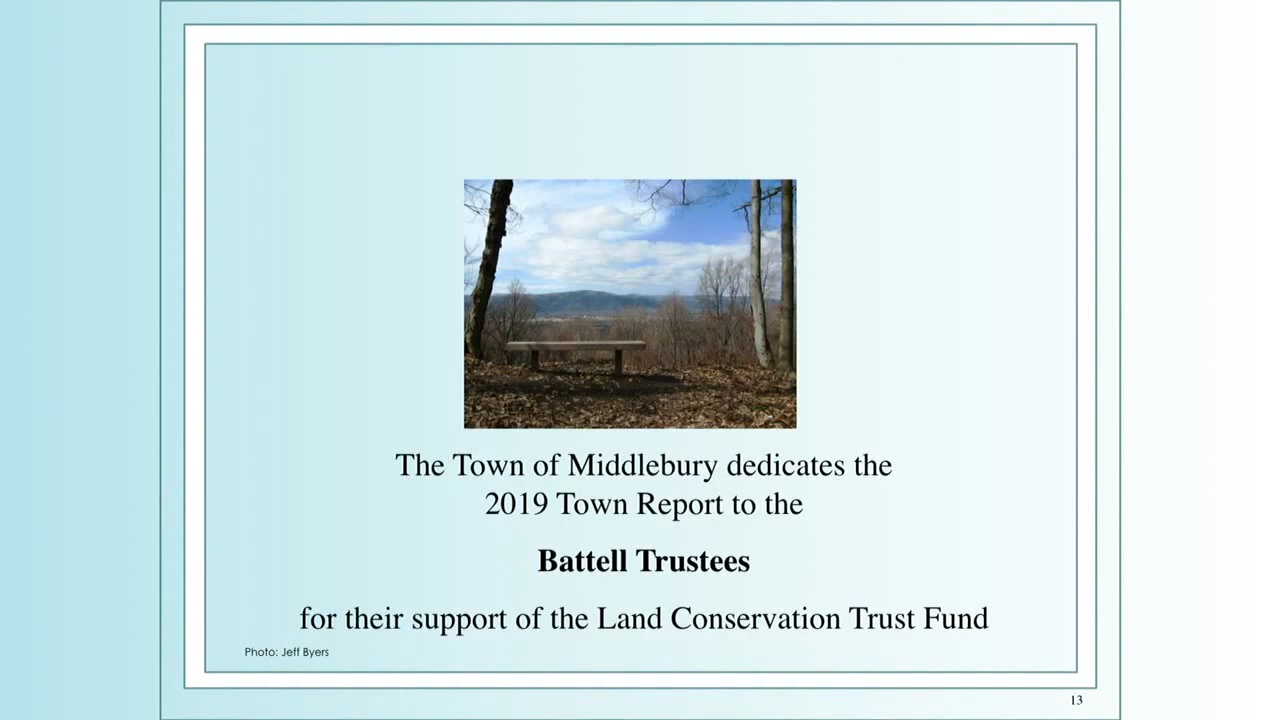 The Town of Middlebury dedicates the
2019 Town Report to the
Battell Trustees
for their support of the Land Conservation Trust Fund
Photo: Jeff Byers
13